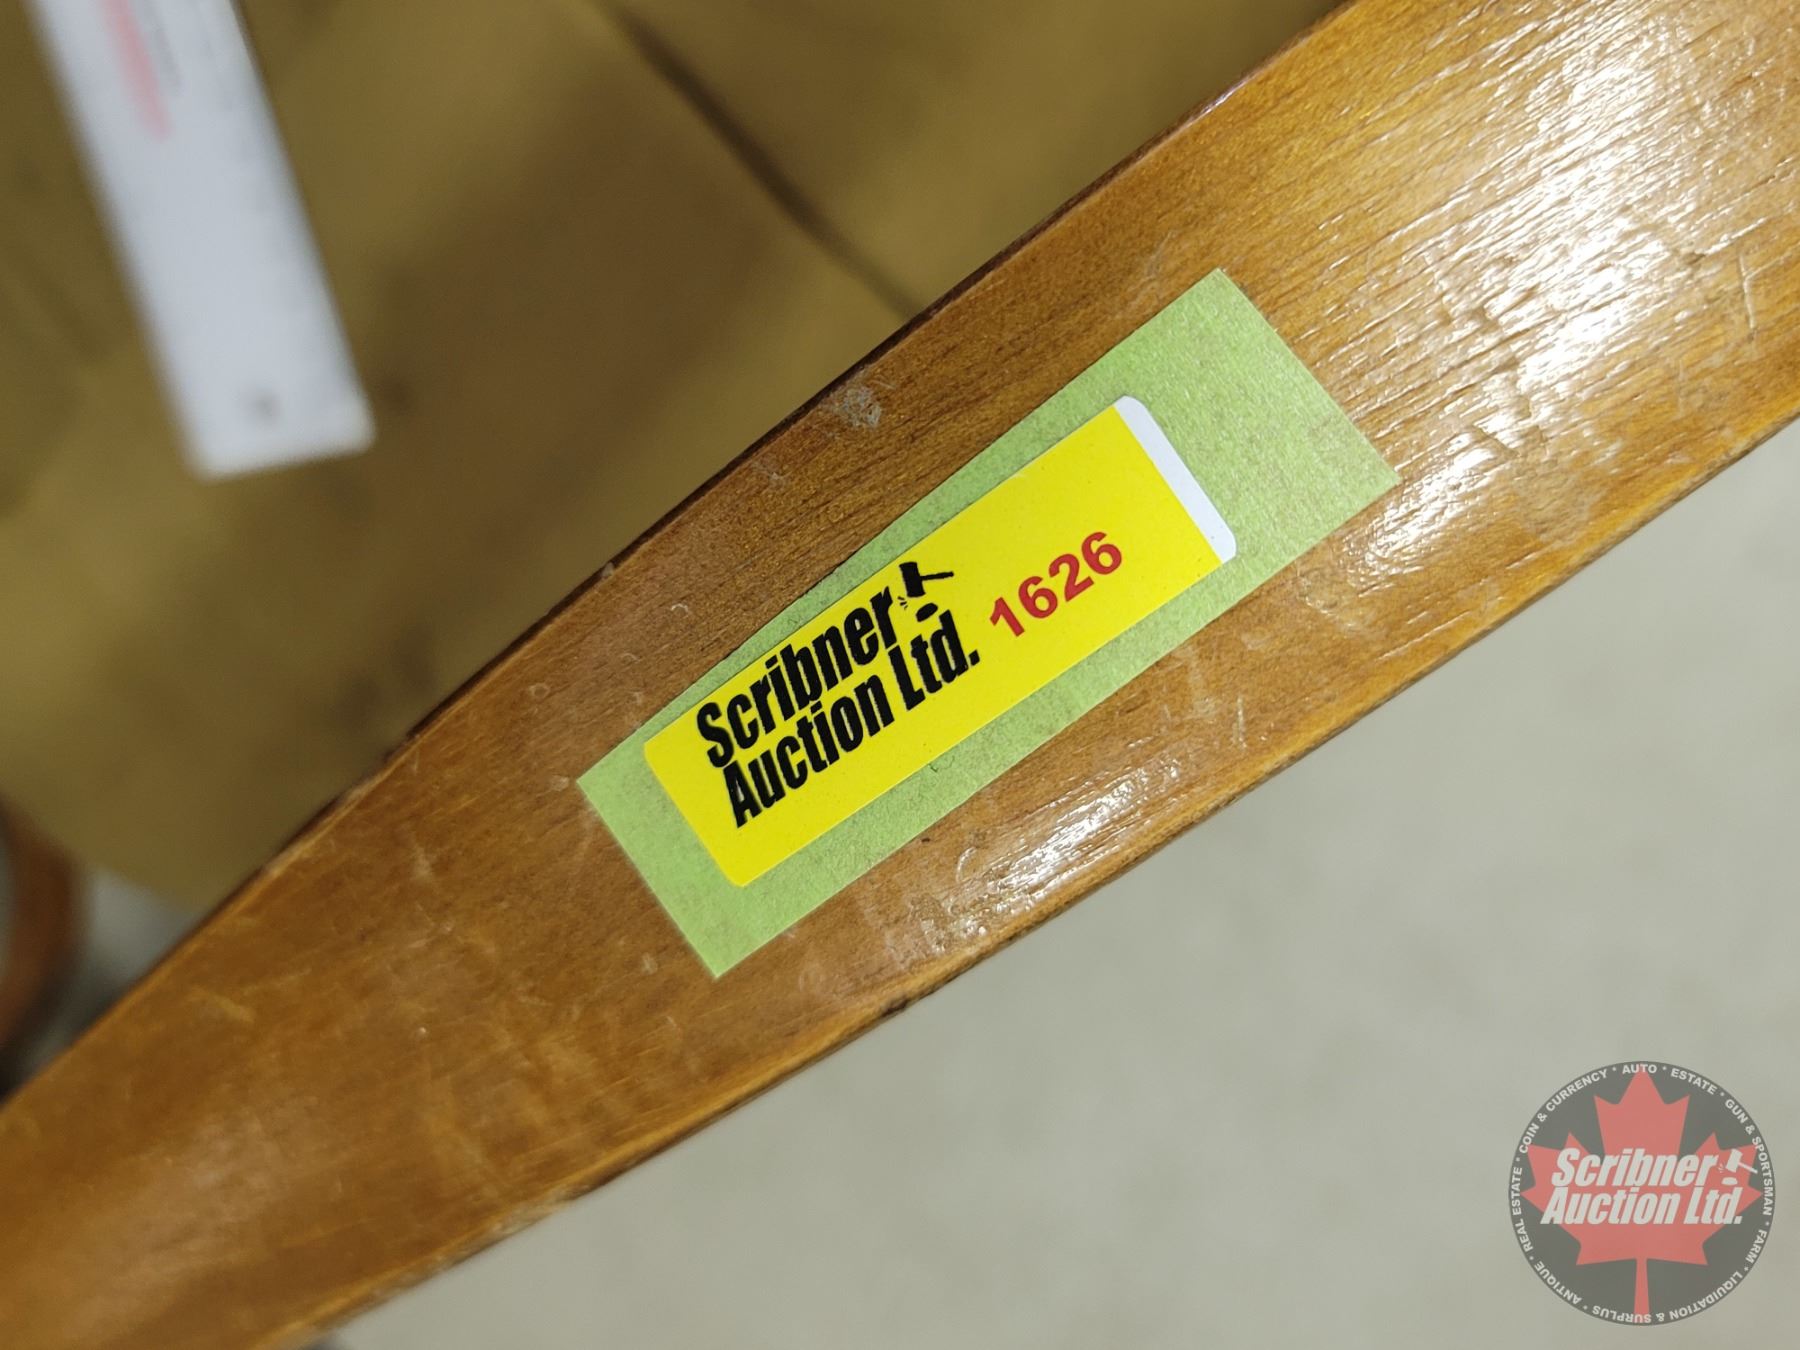 Scribner
Auction Ltd.
1626
COIN & CURRENCY * AUTO * ESTATE * GUN & SPORTSMAN * FARM * LIQUIDATION & SURPLUS * ANTIQUE * REAL ESTATE *
Scribner
Auction Ltd.